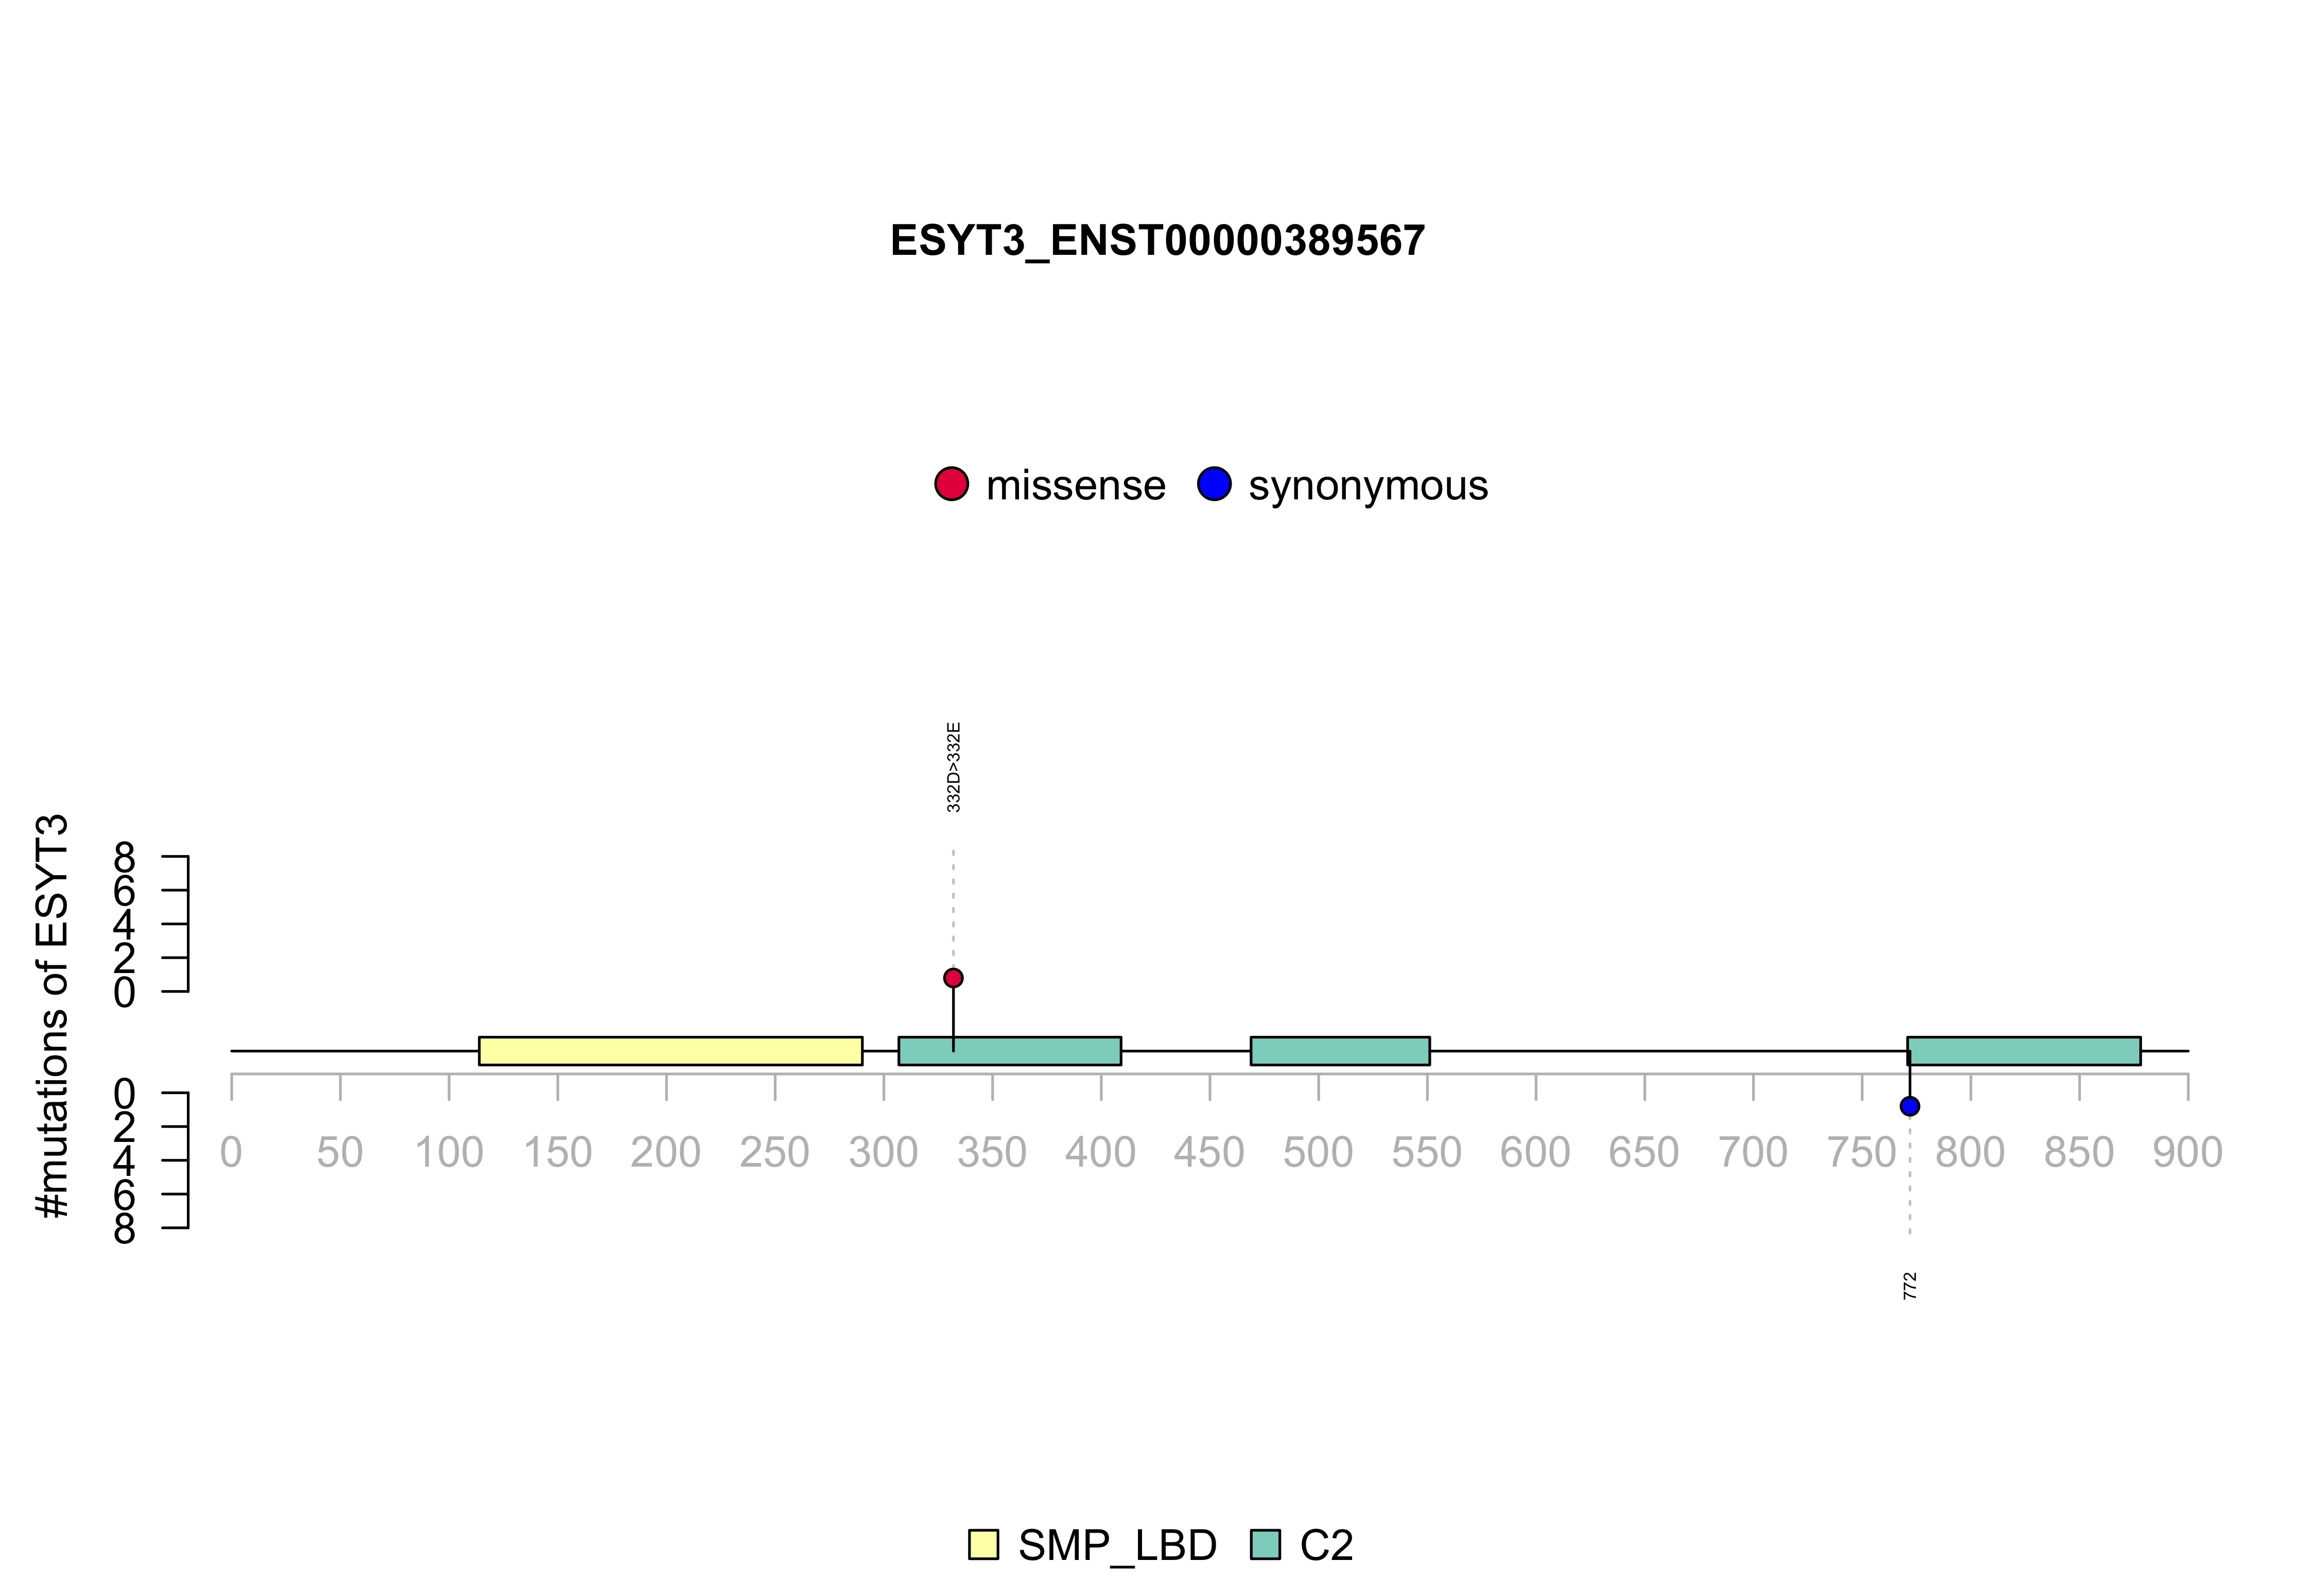 ESYT3_ENST00000389567
missense synonymous
332D>332E
#mutations of ESYT3
8
6
4
2
0
0
2
4
6
8
0 50 100 150 200 250 300 350 400 450 500 550 600 650 700 750 800 850 900
772
SMP_LBD C2